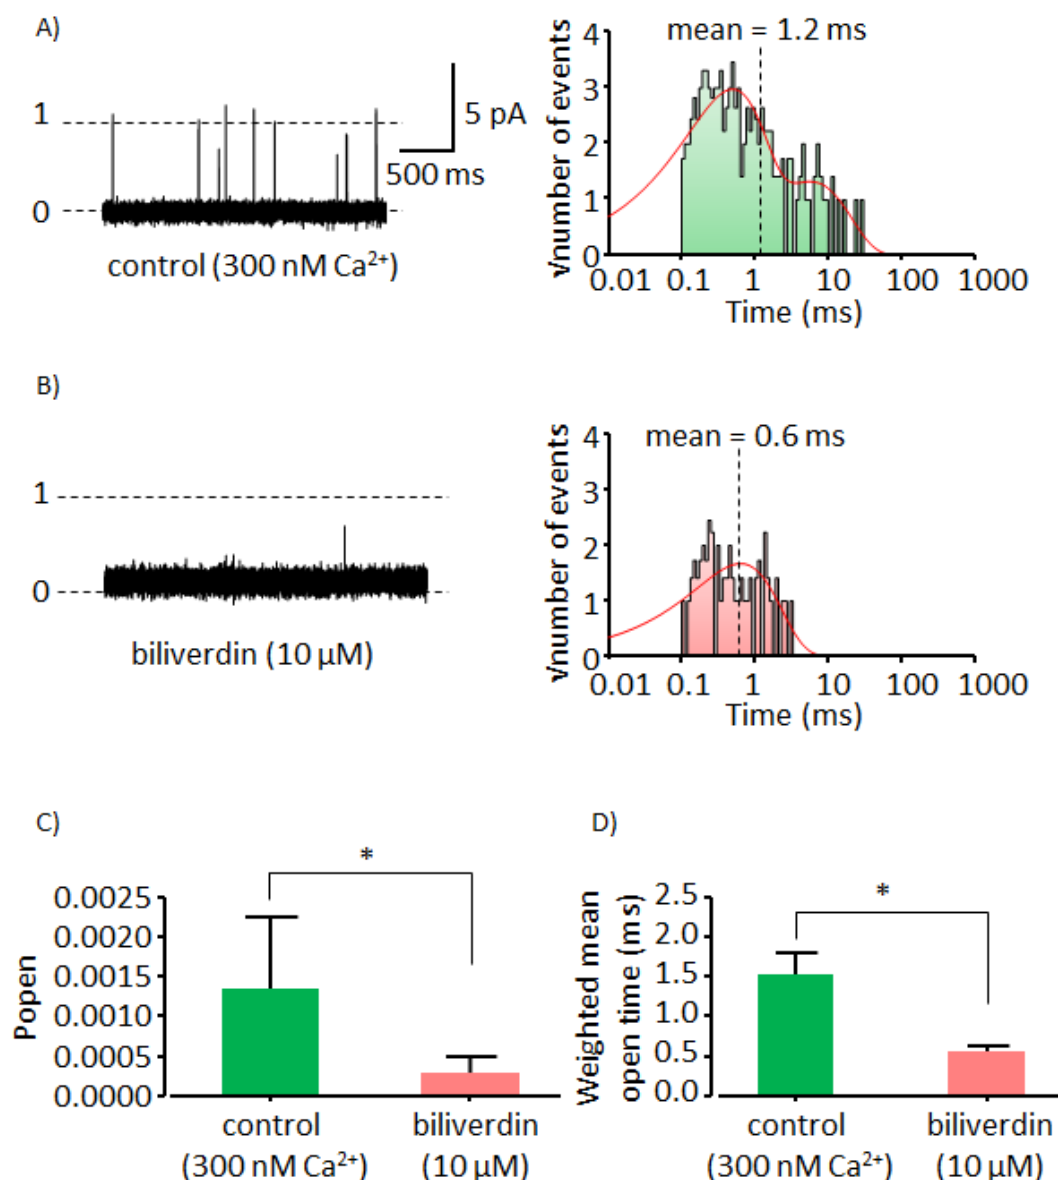 A)
1
0
5 pA
500 ms
control (300 nM Ca²⁺)
mean = 1.2 ms
√number of events
4
3
2
1
0
0.01 0.1 1 10 100 1000
Time (ms)
B)
1
0
biliverdin (10 µM)
mean = 0.6 ms
√number of events
4
3
2
1
0
0.01 0.1 1 10 100 1000
Time (ms)
C)
*
Popen
0.0025
0.0020
0.0015
0.0010
0.0005
0.0000
control
(300 nM Ca²⁺)
biliverdin
(10 µM)
D)
*
Weighted mean
open time (ms)
2.5
2.0
1.5
1.0
0.5
0.0
control
(300 nM Ca²⁺)
biliverdin
(10 µM)